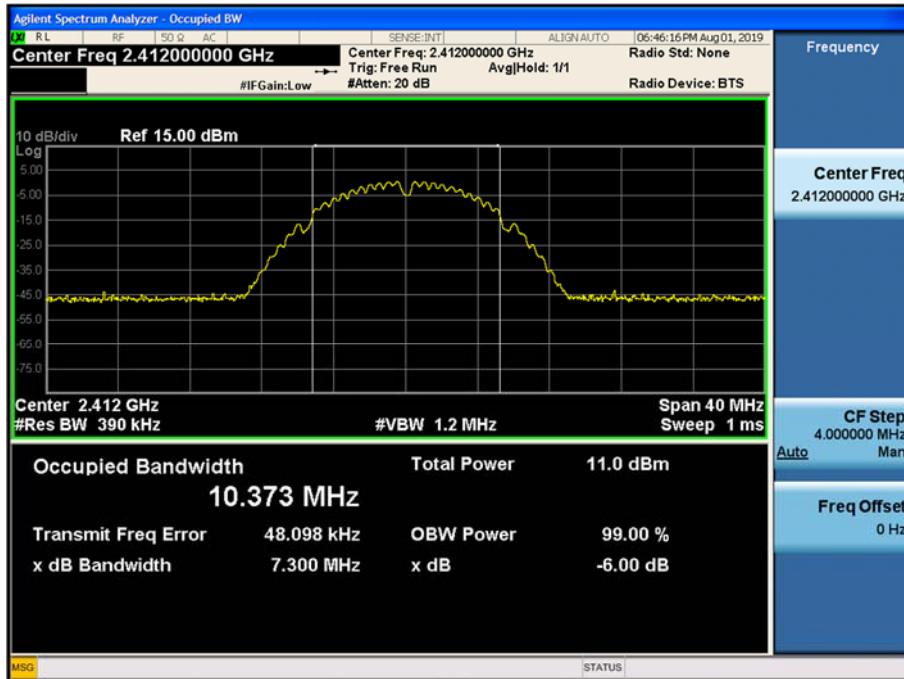 Agilent Spectrum Analyzer - Occupied BW
LXI RL RF 50 Ω AC SENSE:INT ALIGN AUTO 06:46:16 PM Aug 01, 2019
Center Freq 2.412000000 GHz
Center Freq: 2.412000000 GHz
Radio Std: None
Trig: Free Run Avg|Hold: 1/1
#IFGain:Low
#Atten: 20 dB
Radio Device: BTS
10 dB/div Ref 15.00 dBm
Log
5.00
-5.00
-15.0
-25.0
-35.0
-45.0
-55.0
-65.0
-75.0
Center 2.412 GHz Span 40 MHz
#Res BW 390 kHz #VBW 1.2 MHz Sweep 1 ms
Occupied Bandwidth Total Power 11.0 dBm
10.373 MHz
Transmit Freq Error 48.098 kHz OBW Power 99.00 %
x dB Bandwidth 7.300 MHz x dB -6.00 dB
Frequency
Center Freq
2.412000000 GHz
CF Step
4.000000 MHz
Auto Man
Freq Offset
0 Hz
MSG STATUS